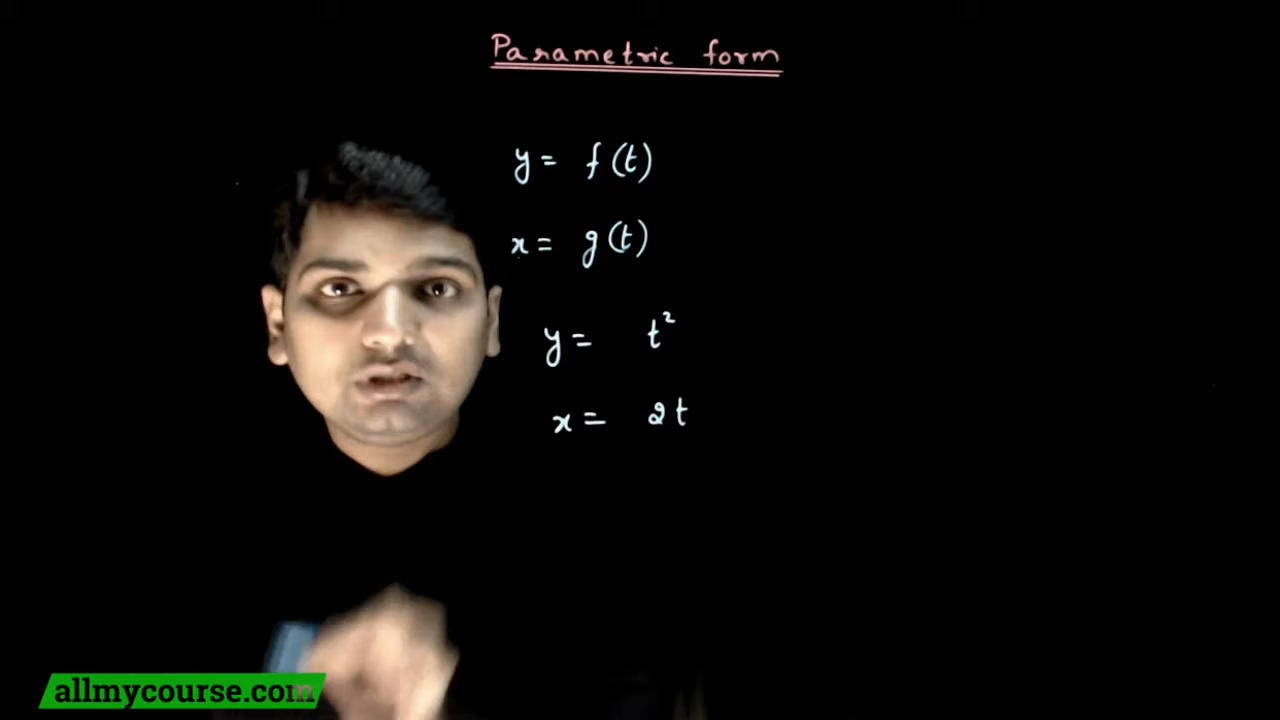 Parametric form
y = f(t)
x = g(t)
y = t²
x = 2t
allmycourse.com